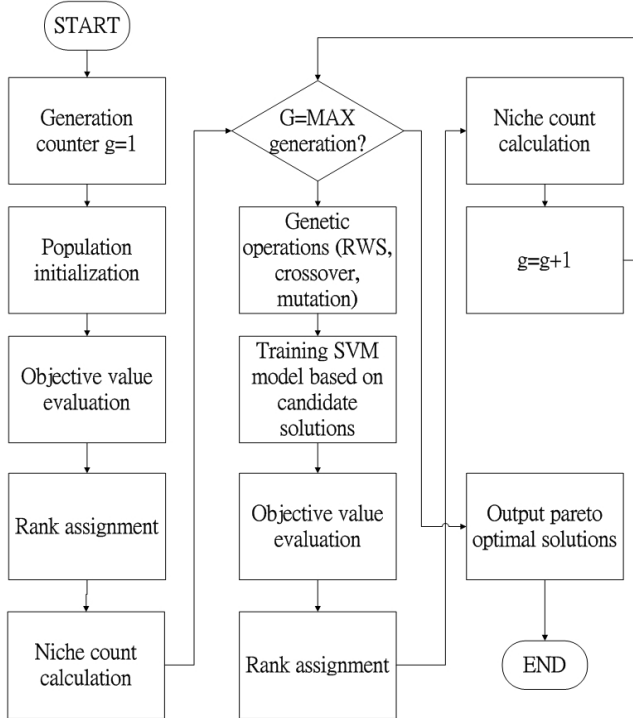 START
Generation
counter g=1
Population
initialization
Objective value
evaluation
Rank assignment
Niche count
calculation
G=MAX
generation?
Genetic
operations (RWS,
crossover,
mutation)
Training SVM
model based on
candidate
solutions
Objective value
evaluation
Rank assignment
Niche count
calculation
g=g+1
Output pareto
optimal solutions
END